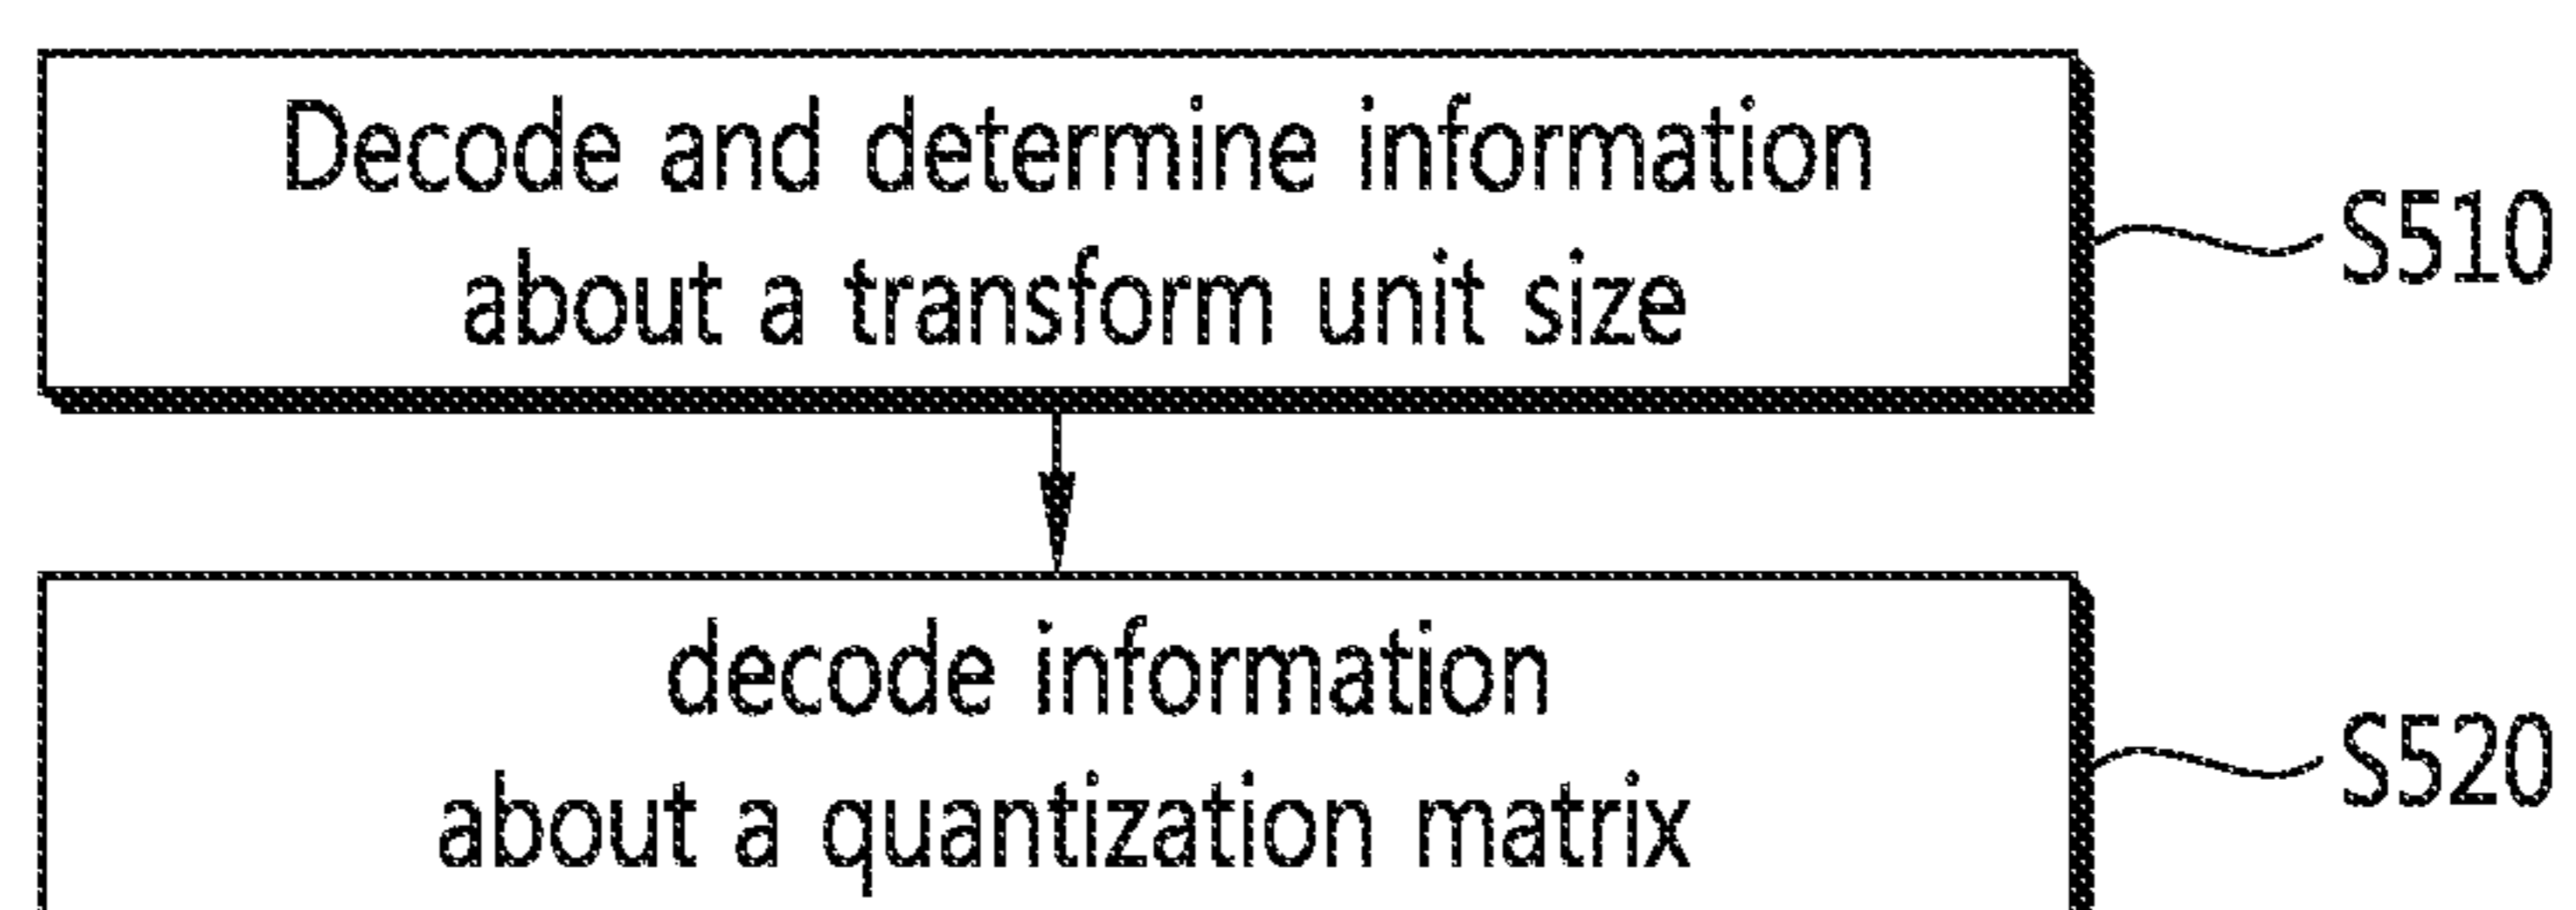 Decode and determine information
about a transform unit size
S510
decode information
about a quantization matrix
S520